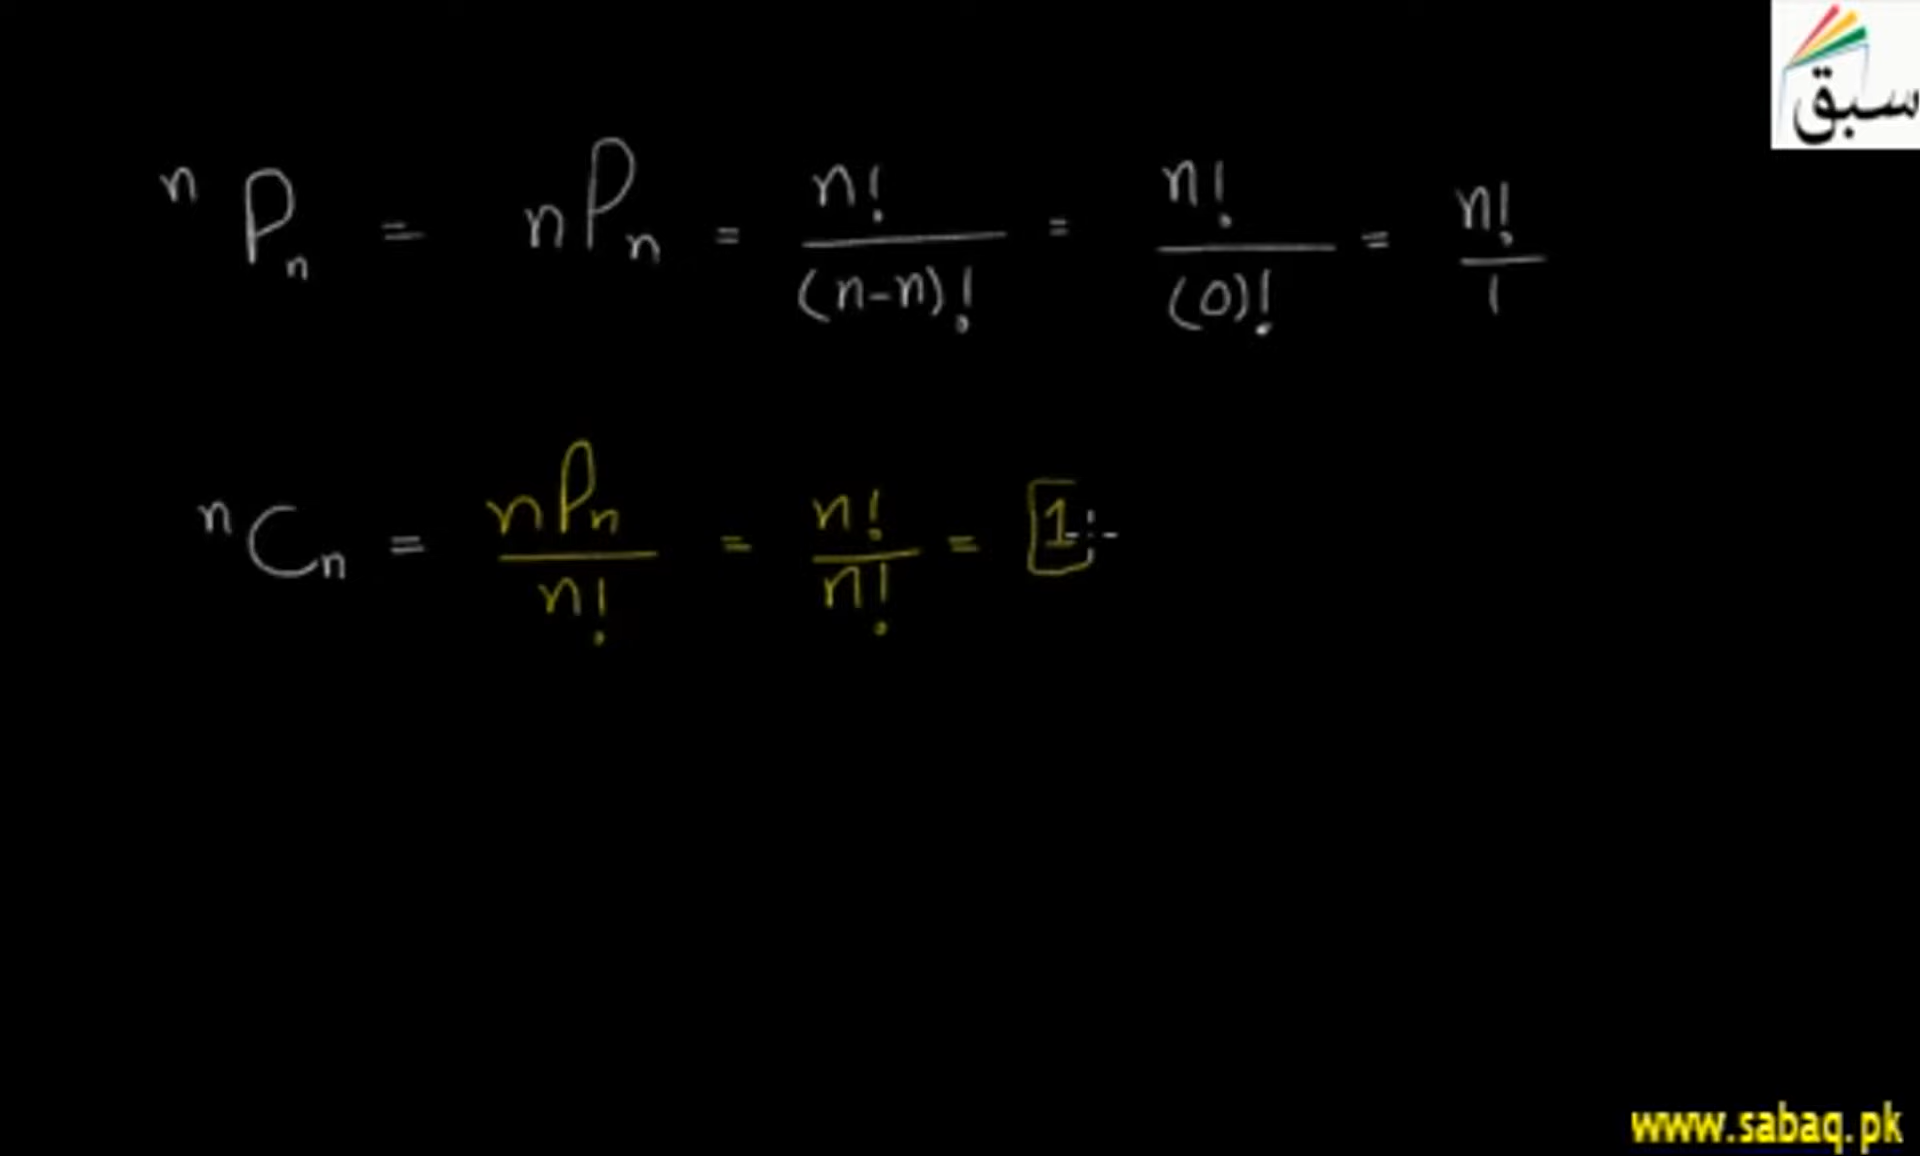 سبق
ⁿPₙ = nPₙ = n!/(n-n)! = n!/(0)! = n!/1
ⁿCₙ = nPₙ/n! = n!/n! = 1
www.sabaq.pk